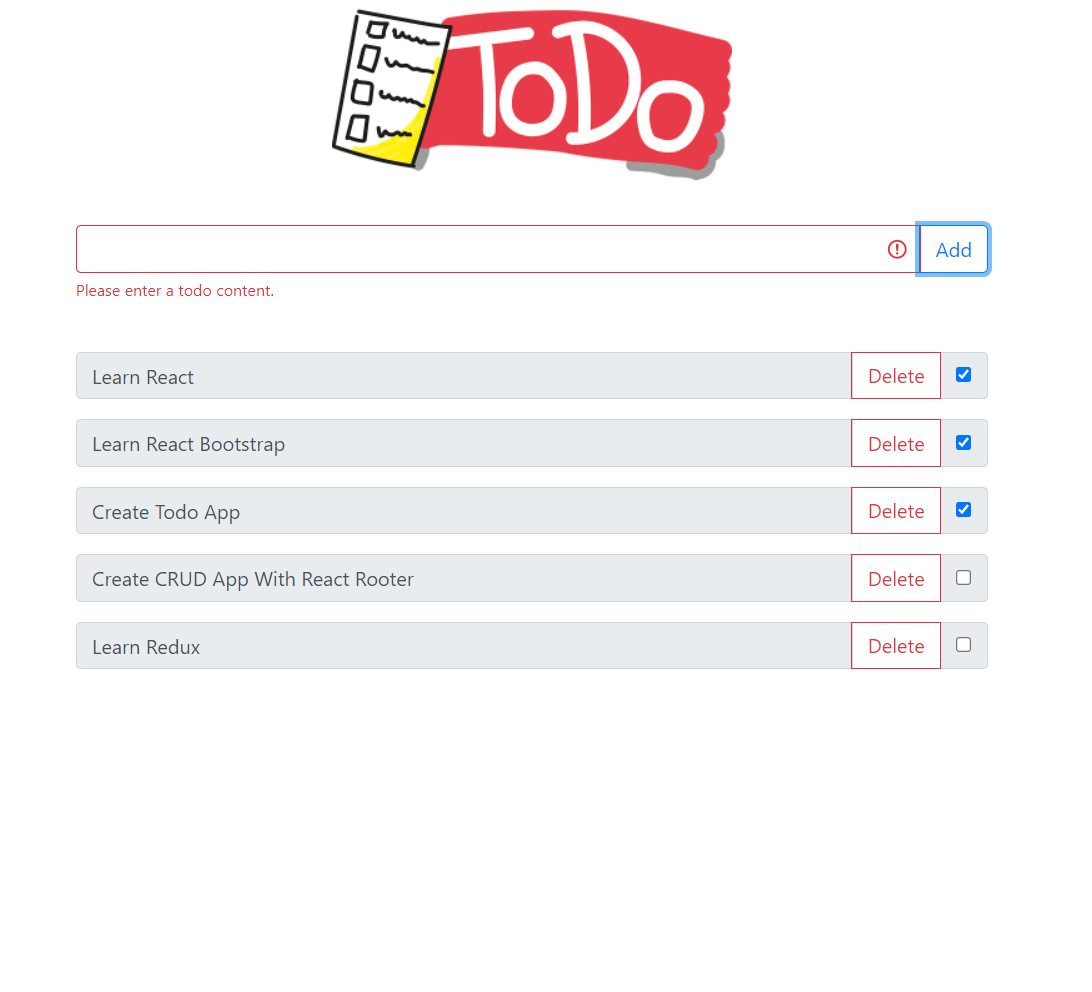 ToDo
Add
Please enter a todo content.
Learn React Delete
Learn React Bootstrap Delete
Create Todo App Delete
Create CRUD App With React Rooter Delete
Learn Redux Delete